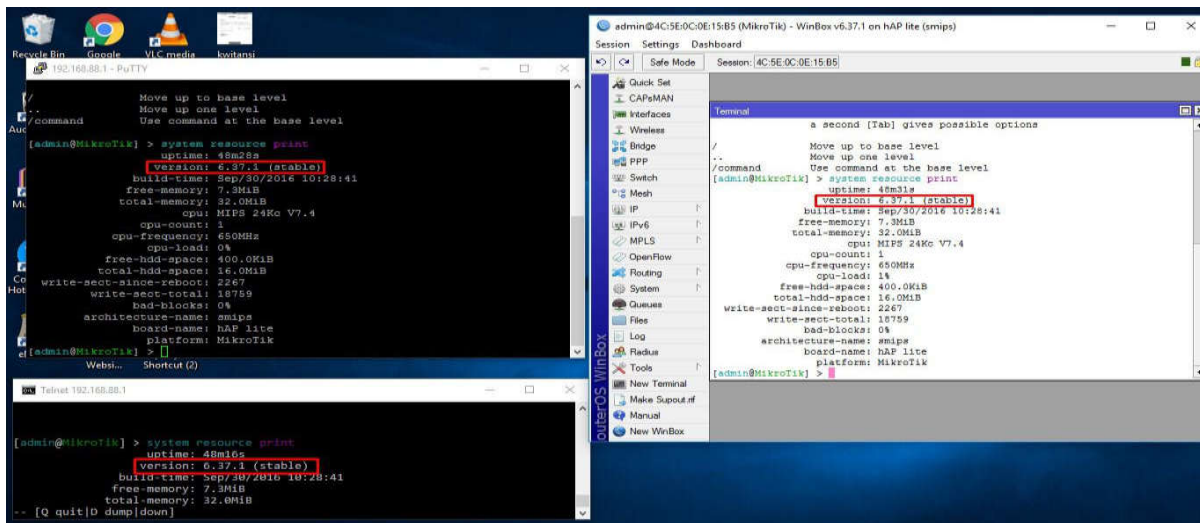 Recycle Bin
Google
VLC media
kwitansi
192.168.88.1 - PuTTY
/ Move up to base level
.. Move up one level
/command Use command at the base level
[admin@MikroTik] > system resource print
uptime: 48m28s
version: 6.37.1 (stable)
build-time: Sep/30/2016 10:28:41
free-memory: 7.3MiB
total-memory: 32.0MiB
cpu: MIPS 24Kc V7.4
cpu-count: 1
cpu-frequency: 650MHz
cpu-load: 0%
free-hdd-space: 400.0KiB
total-hdd-space: 16.0MiB
write-sect-since-reboot: 2267
write-sect-total: 18759
bad-blocks: 0%
architecture-name: smips
board-name: hAP lite
platform: MikroTik
[admin@MikroTik] >
Websi...
Shortcut (2)
Telnet 192.168.88.1
[admin@MikroTik] > system resource print
uptime: 48m16s
version: 6.37.1 (stable)
build-time: Sep/30/2016 10:28:41
free-memory: 7.3MiB
total-memory: 32.0MiB
-- [Q quit|D dump|down]
admin@4C:5E:0C:0E:15:B5 (MikroTik) - WinBox v6.37.1 on hAP lite (smips)
Session Settings Dashboard
Safe Mode Session: 4C:5E:0C:0E:15:B5
Quick Set
CAPsMAN
Interfaces
Wireless
Bridge
PPP
Switch
Mesh
IP
IPv6
MPLS
OpenFlow
Routing
System
Queues
Files
Log
Radius
Tools
New Terminal
Make Supout.rif
Manual
New WinBox
outerOS WinBox
Terminal
a second [Tab] gives possible options
/ Move up to base level
.. Move up one level
/command Use command at the base level
[admin@MikroTik] > system resource print
uptime: 48m31s
version: 6.37.1 (stable)
build-time: Sep/30/2016 10:28:41
free-memory: 7.3MiB
total-memory: 32.0MiB
cpu: MIPS 24Kc V7.4
cpu-count: 1
cpu-frequency: 650MHz
cpu-load: 1%
free-hdd-space: 400.0KiB
total-hdd-space: 16.0MiB
write-sect-since-reboot: 2267
write-sect-total: 18759
bad-blocks: 0%
architecture-name: smips
board-name: hAP lite
platform: MikroTik
[admin@MikroTik] >